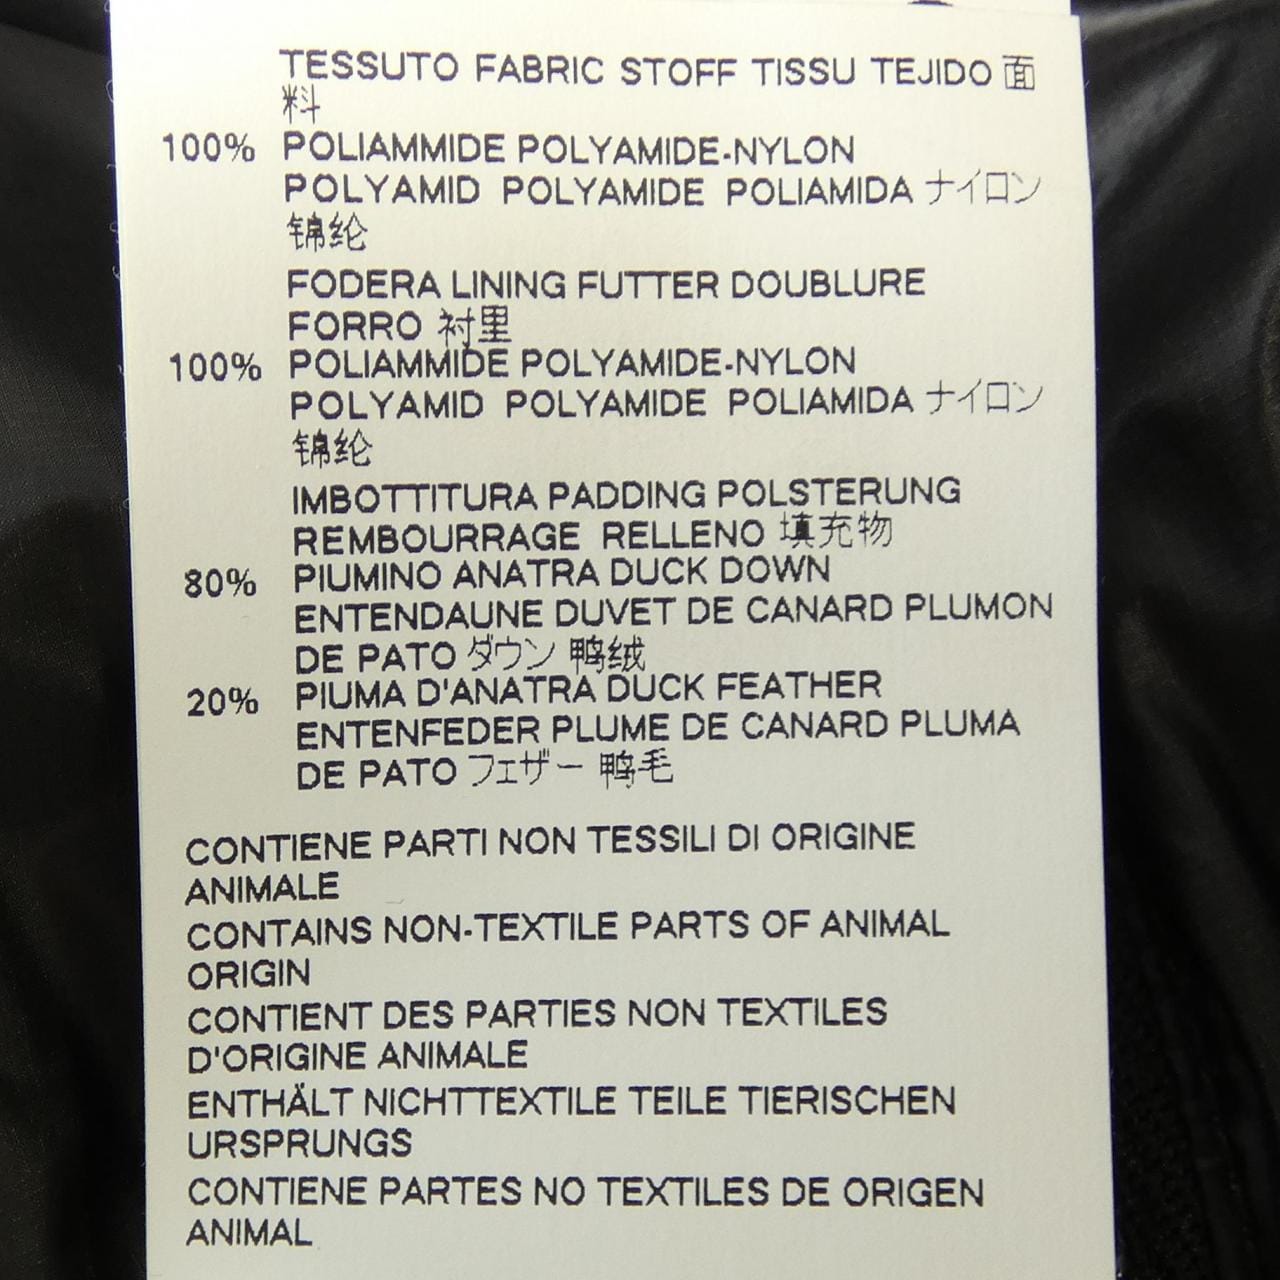 TESSUTO FABRIC STOFF TISSU TEJIDO 面
料
100% POLIAMMIDE POLYAMIDE-NYLON
POLYAMID POLYAMIDE POLIAMIDA ナイロン
锦纶
FODERA LINING FUTTER DOUBLURE
FORRO 衬里
100% POLIAMMIDE POLYAMIDE-NYLON
POLYAMID POLYAMIDE POLIAMIDA ナイロン
锦纶
IMBOTTITURA PADDING POLSTERUNG
REMBOURRAGE RELLENO 填充物
80% PIUMINO ANATRA DUCK DOWN
ENTENDAUNE DUVET DE CANARD PLUMON
DE PATO ダウン 鸭绒
20% PIUMA D'ANATRA DUCK FEATHER
ENTENFEDER PLUME DE CANARD PLUMA
DE PATO フェザー 鸭毛
CONTIENE PARTI NON TESSILI DI ORIGINE
ANIMALE
CONTAINS NON-TEXTILE PARTS OF ANIMAL
ORIGIN
CONTIENT DES PARTIES NON TEXTILES
D'ORIGINE ANIMALE
ENTHÄLT NICHTTEXTILE TEILE TIERISCHEN
URSPRUNGS
CONTIENE PARTES NO TEXTILES DE ORIGEN
ANIMAL